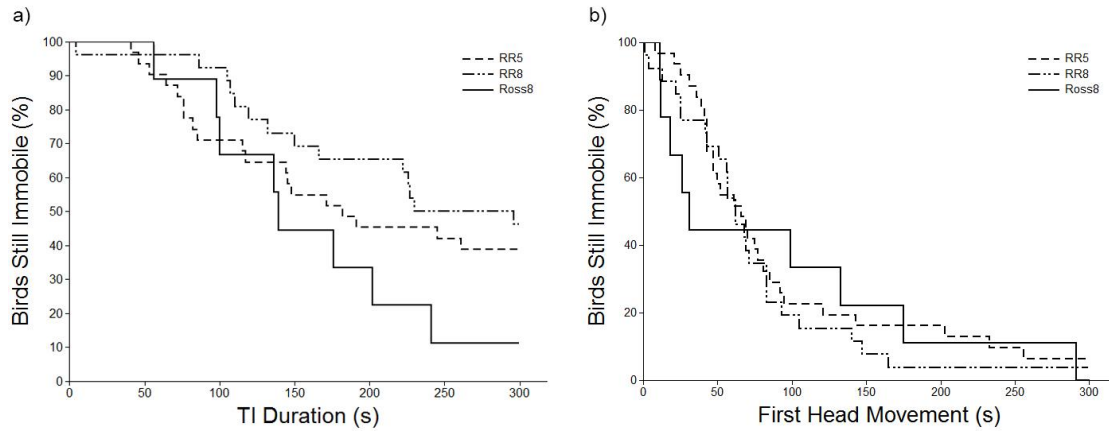 a)
Birds Still Immobile (%)
100
90
80
70
60
50
40
30
20
10
0
0 50 100 150 200 250 300
TI Duration (s)
RR5
RR8
Ross8
b)
Birds Still Immobile (%)
100
80
60
40
20
0
0 50 100 150 200 250 300
First Head Movement (s)
RR5
RR8
Ross8